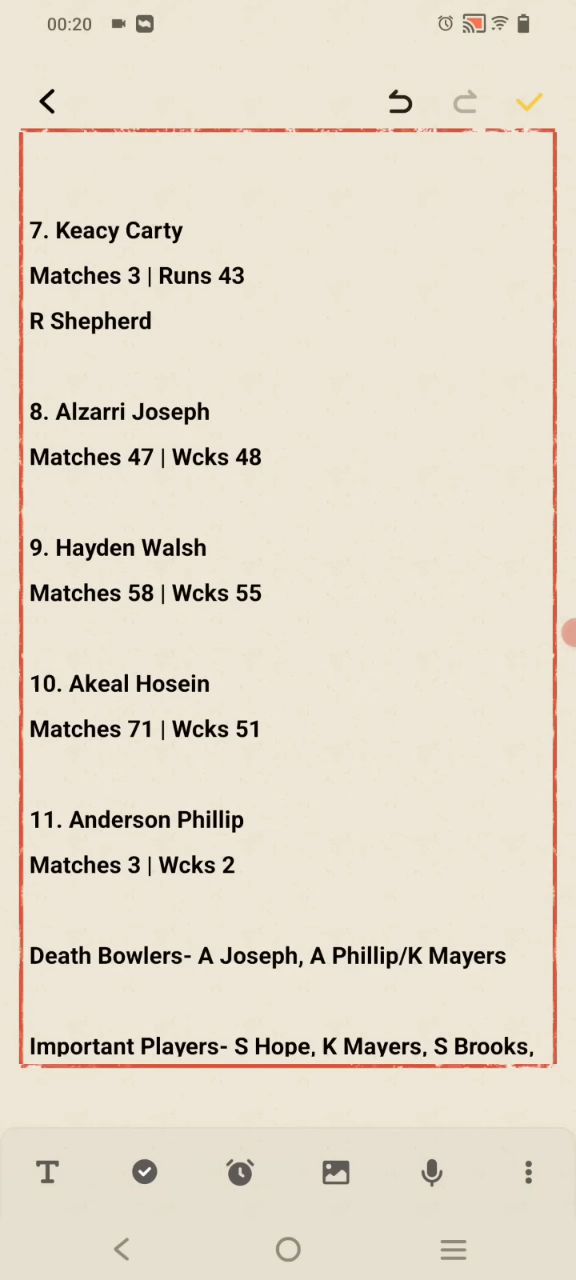 00:20
7. Keacy Carty
Matches 3 | Runs 43
R Shepherd
8. Alzarri Joseph
Matches 47 | Wcks 48
9. Hayden Walsh
Matches 58 | Wcks 55
10. Akeal Hosein
Matches 71 | Wcks 51
11. Anderson Phillip
Matches 3 | Wcks 2
Death Bowlers- A Joseph, A Phillip/K Mayers
Important Players- S Hope, K Mayers, S Brooks,
T